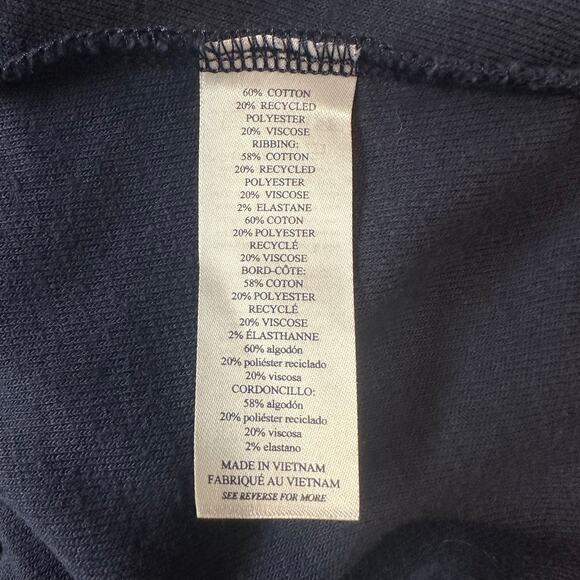 60% COTTON
20% RECYCLED
POLYESTER
20% VISCOSE
RIBBING:
58% COTTON
20% RECYCLED
POLYESTER
20% VISCOSE
2% ELASTANE
60% COTON
20% POLYESTER
RECYCLÉ
20% VISCOSE
BORD-CÔTE:
58% COTON
20% POLYESTER
RECYCLÉ
20% VISCOSE
2% ÉLASTHANNE
60% algodón
20% poliéster reciclado
20% viscosa
CORDONCILLO:
58% algodón
20% poliéster reciclado
20% viscosa
2% elastano
MADE IN VIETNAM
FABRIQUÉ AU VIETNAM
SEE REVERSE FOR MORE